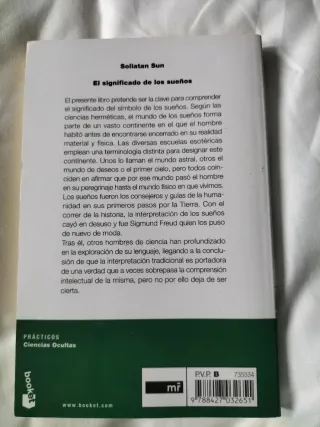 Soliatan Sun
El significado de los sueños
El presente libro pretende ser la clave para comprender
el significado del símbolo de los sueños. Según las
ciencias herméticas, el mundo de los sueños forma
parte de un vasto continente en el que el hombre
habitó antes de encontrarse encerrado en su realidad
material y física. Las diversas escuelas esotéricas
emplean una terminología distinta para designar este
continente. Unos lo llaman el mundo astral, otros el
mundo de deseos o el primer cielo, pero todos coin-
ciden en afirmar que por ese mundo pasó el hombre
en su peregrinaje hasta el mundo físico en que vivimos.
Los sueños fueron los consejeros y guías de la huma-
nidad en sus primeros pasos por la Tierra. Con el
correr de la historia, la interpretación de los sueños
cayó en desuso y fue Sigmund Freud quien los puso
de nuevo de moda.
Tras él, otros hombres de ciencia han profundizado
en la exploración de su lenguaje, llegando a la conclu-
sión de que la interpretación tradicional es portadora
de una verdad que a veces sobrepasa la comprensión
intelectual de la misma, pero no por ello deja de ser
cierta.
PRÁCTICOS
Ciencias Ocultas
booket
www.booket.com
mr
P.V.P. B
735534
9 788427 032651